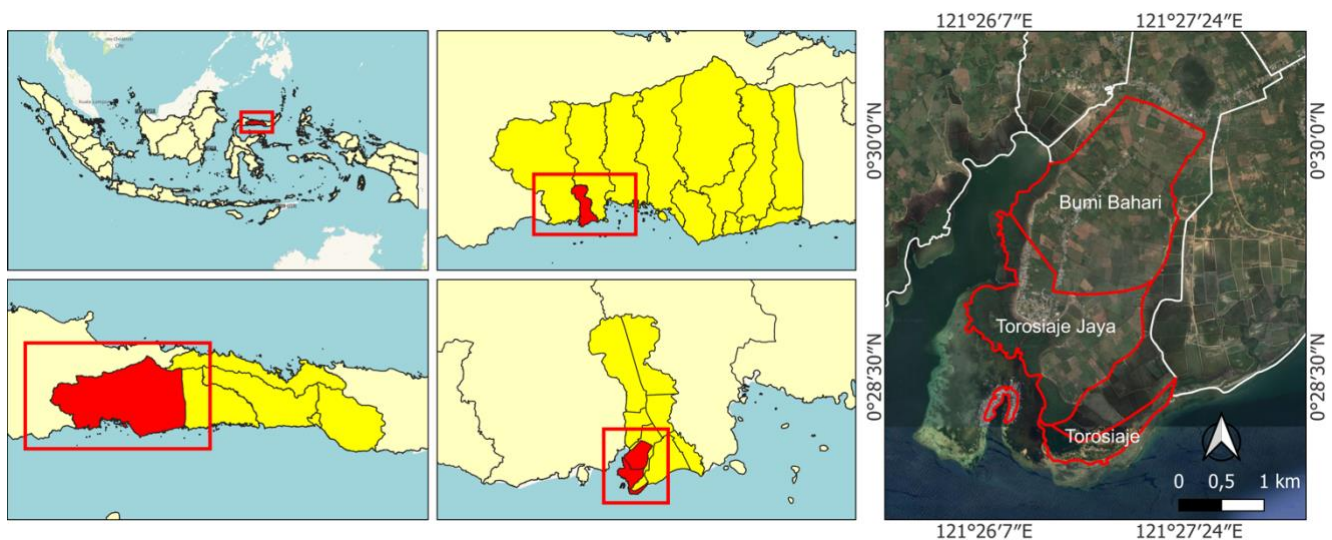 121°26′7″E
121°27′24″E
0°30′0″N
0°30′0″N
Bumi Bahari
Torosiaje Jaya
0°28′30″N
0°28′30″N
Torosiaje
0 0,5 1 km
121°26′7″E
121°27′24″E